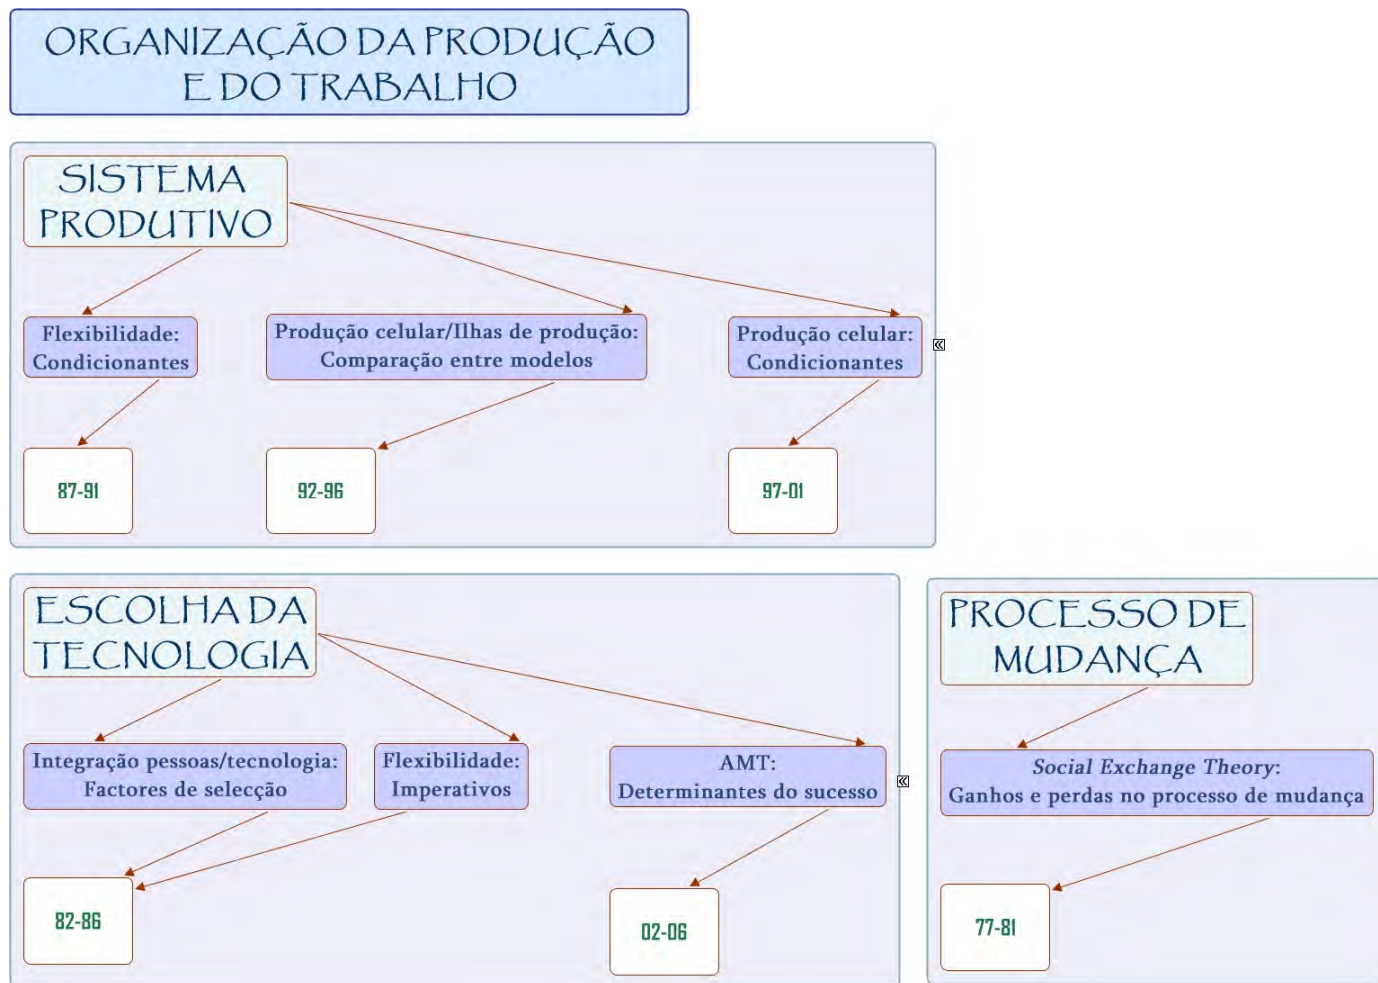 ORGANIZAÇÃO DA PRODUÇÃO
E DO TRABALHO
SISTEMA
PRODUTIVO
Flexibilidade:
Condicionantes
Produção celular/Ilhas de produção:
Comparação entre modelos
Produção celular:
Condicionantes
87-91
92-96
97-01
ESCOLHA DA
TECNOLOGIA
Integração pessoas/tecnologia:
Factores de selecção
Flexibilidade:
Imperativos
AMT:
Determinantes do sucesso
82-86
02-06
PROCESSO DE
MUDANÇA
Social Exchange Theory:
Ganhos e perdas no processo de mudança
77-81